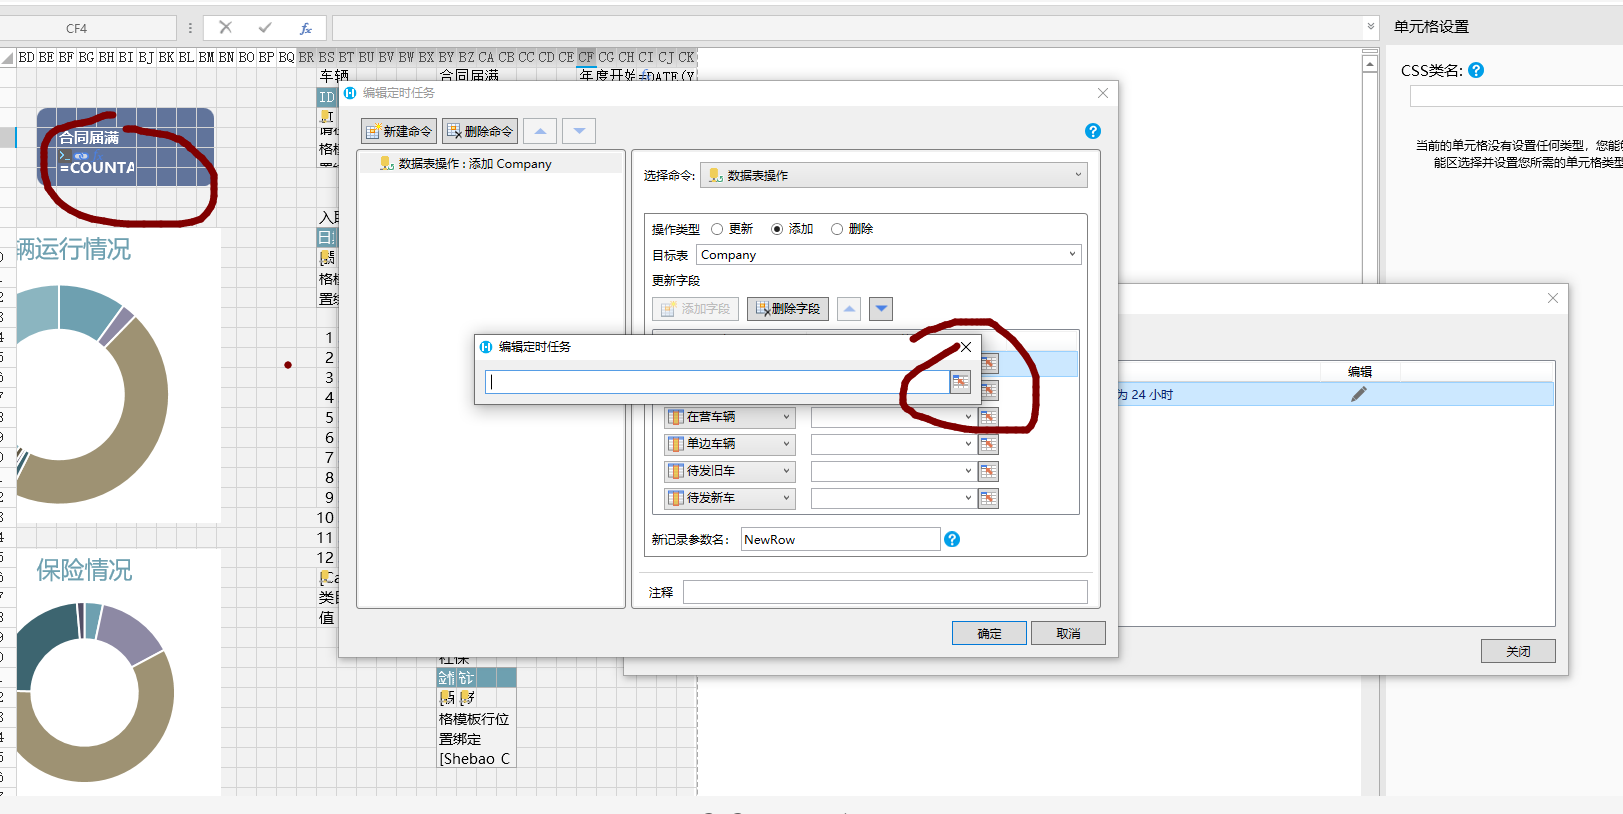 CF4
单元格设置
BD BE BF BG BH BI BJ BK BL BM BN BO BP BQ BR BS BT BU BV BW BX BY BZ CA CB CC CD CE CF CG CH CI CJ CK
CSS类名:
当前的单元格没有设置任何类型，您能
能区选择并设置您所需的单元格类型
车辆
合同届满
年度开始
=DATE(Y
ID
合同届满
=COUNTA
入
日
格模
置绑
辆运行情况
保险情况
1
2
3
4
5
6
7
8
9
10
11
12
[Ca
类
值
社保
格模板行位
置绑定
[Shebao_C
编辑定时任务
新建命令
删除命令
数据表操作 : 添加 Company
选择命令:
数据表操作
操作类型
更新
添加
删除
目标表
Company
更新字段
添加字段
删除字段
编辑定时任务
在营车辆
单边车辆
待发旧车
待发新车
新记录参数名:
NewRow
注释
确定
取消
编辑
为 24 小时
关闭